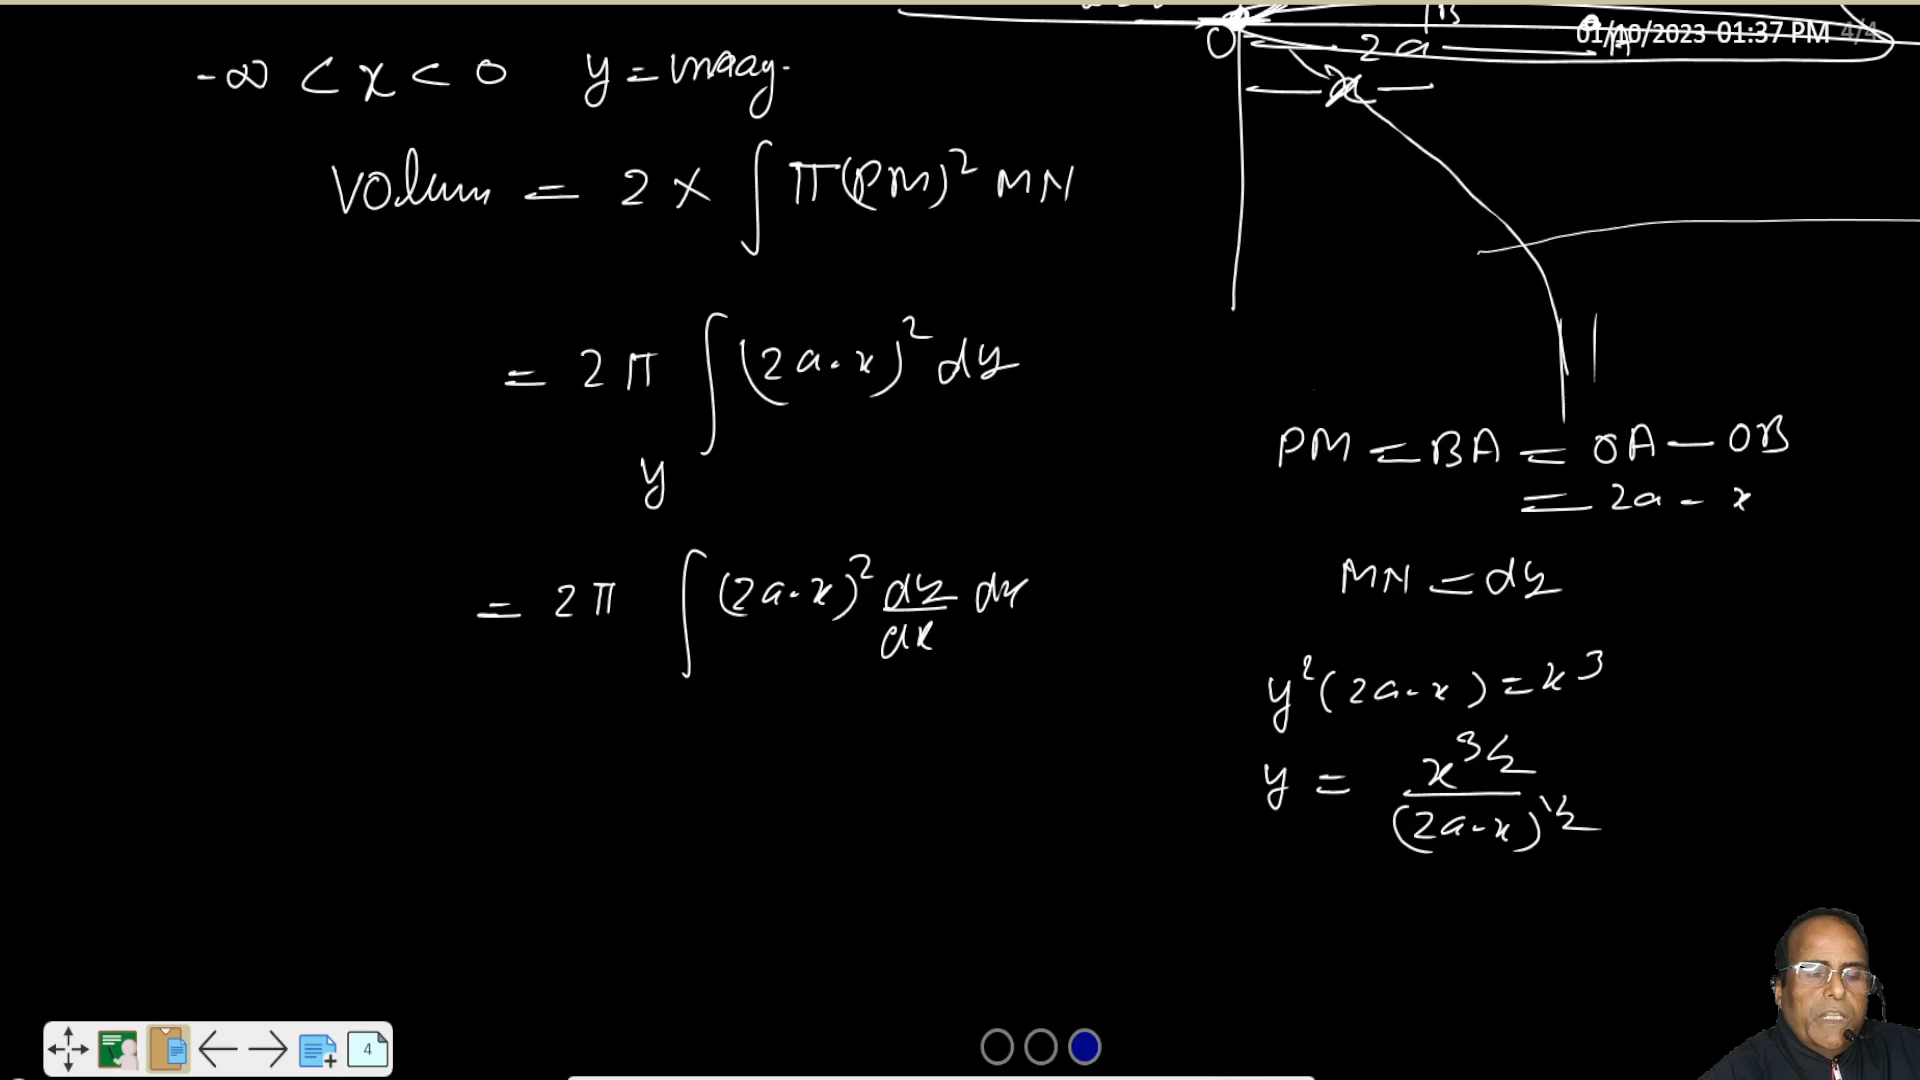 01/10/2023 01:37 PM 4/4
O 2a A
x
-∞ < x < 0 y = imag.
Volum = 2 × ∫ π(PM)² MN
= 2π ∫ (2a-x)² dy
y
PM = BA = OA - OB
= 2a - x
MN = dy
= 2π ∫ (2a-x)² dy/dx dx
y²(2a-x) = x³
y = x^3/2 / (2a-x)^1/2
4